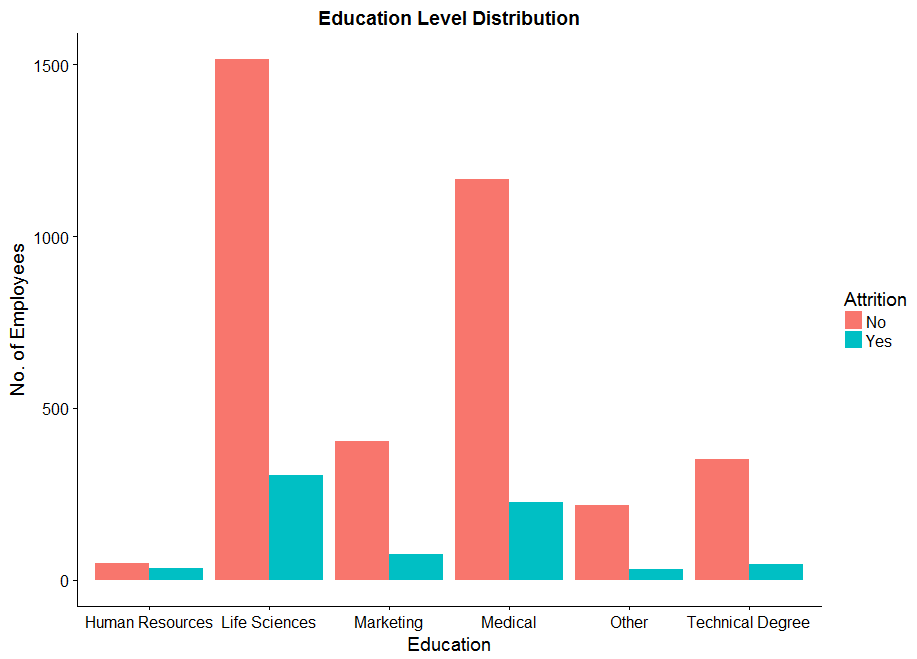 Education Level Distribution
No. of Employees
1500
1000
500
0
Human Resources Life Sciences Marketing Medical Other Technical Degree
Education
Attrition
No
Yes